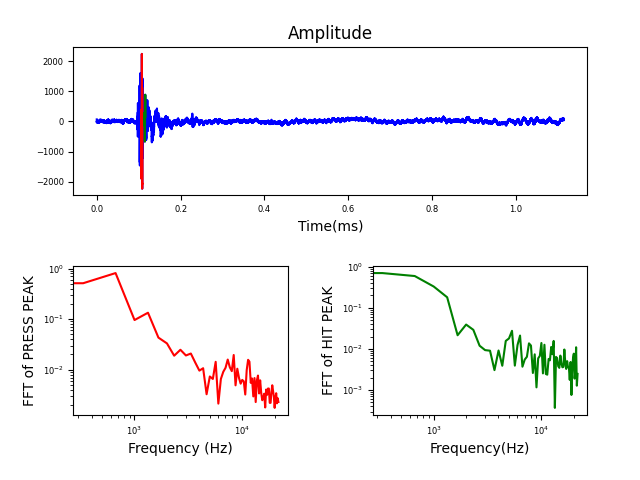 Amplitude
2000
1000
0
−1000
−2000
0.0 0.2 0.4 0.6 0.8 1.0
Time(ms)
FFT of PRESS PEAK
10⁰
10⁻¹
10⁻²
10³ 10⁴
Frequency (Hz)
FFT of HIT PEAK
10⁰
10⁻¹
10⁻²
10⁻³
10³ 10⁴
Frequency(Hz)